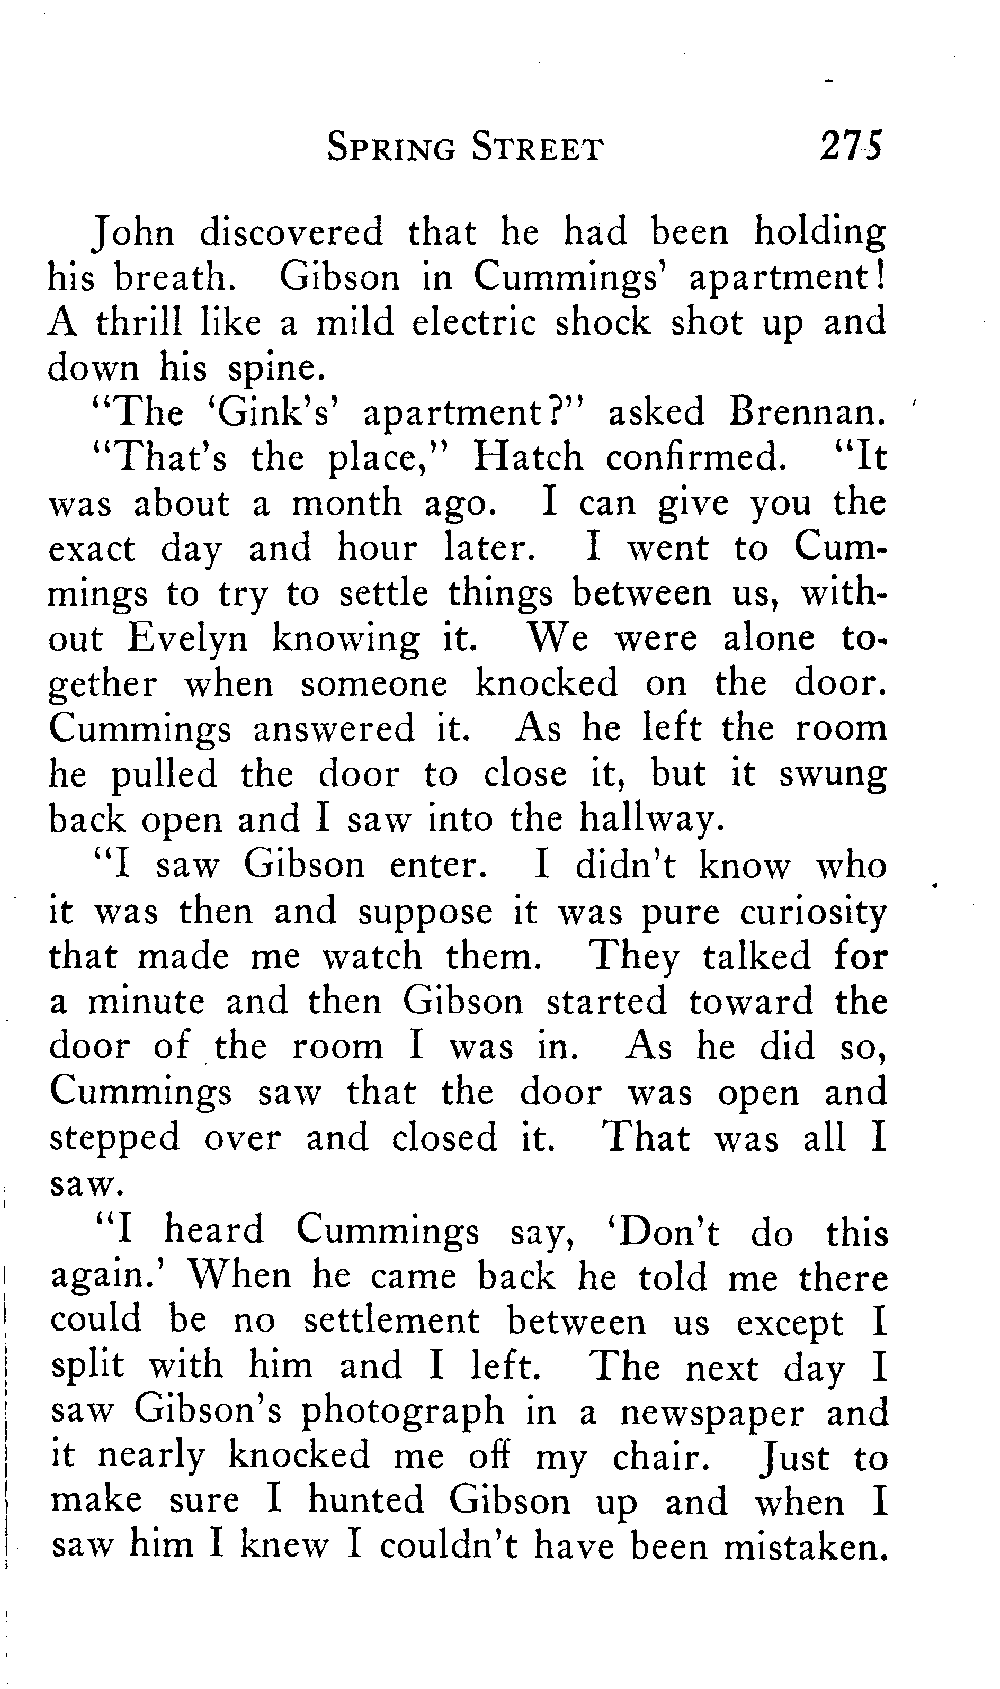 SPRING STREET 275
John discovered that he had been holding
his breath. Gibson in Cummings' apartment!
A thrill like a mild electric shock shot up and
down his spine.
"The 'Gink's' apartment?" asked Brennan.
"That's the place," Hatch confirmed. "It
was about a month ago. I can give you the
exact day and hour later. I went to Cum-
mings to try to settle things between us, with-
out Evelyn knowing it. We were alone to-
gether when someone knocked on the door.
Cummings answered it. As he left the room
he pulled the door to close it, but it swung
back open and I saw into the hallway.
"I saw Gibson enter. I didn't know who
it was then and suppose it was pure curiosity
that made me watch them. They talked for
a minute and then Gibson started toward the
door of the room I was in. As he did so,
Cummings saw that the door was open and
stepped over and closed it. That was all I
saw.
"I heard Cummings say, 'Don't do this
again.' When he came back he told me there
could be no settlement between us except I
split with him and I left. The next day I
saw Gibson's photograph in a newspaper and
it nearly knocked me off my chair. Just to
make sure I hunted Gibson up and when I
saw him I knew I couldn't have been mistaken.